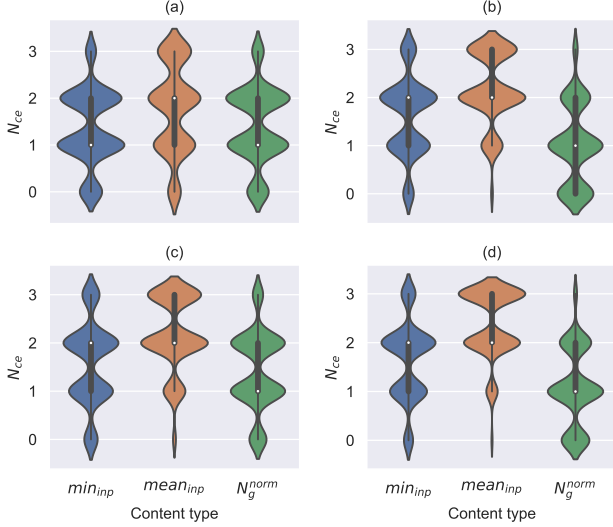 (a)
(b)
3
2
1
0
N_ce
3
2
1
0
N_ce
(c)
(d)
3
2
1
0
N_ce
3
2
1
0
N_ce
min_inp mean_inp N_g^norm
min_inp mean_inp N_g^norm
Content type
Content type